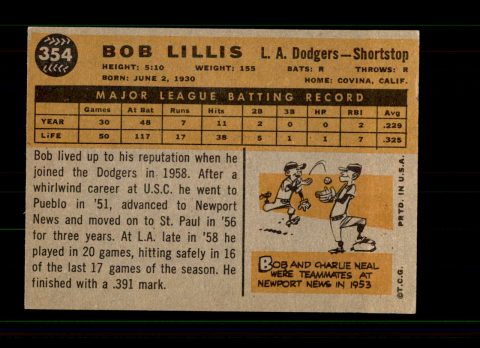 354
BOB LILLIS L. A. Dodgers—Shortstop
HEIGHT: 5:10 WEIGHT: 155 BATS: R THROWS: R
BORN: JUNE 2, 1930 HOME: COVINA, CALIF.
MAJOR LEAGUE BATTING RECORD
Games At Bat Runs Hits 2B 3B HR RBI Avg
YEAR 30 48 7 11 2 0 0 2 .229
LIFE 50 117 17 38 5 1 1 7 .325
Bob lived up to his reputation when he
joined the Dodgers in 1958. After a
whirlwind career at U.S.C. he went to
Pueblo in '51, advanced to Newport
News and moved on to St. Paul in '56
for three years. At L.A. late in '58 he
played in 20 games, hitting safely in 16
of the last 17 games of the season. He
finished with a .391 mark.
BOB AND CHARLIE NEAL
WERE TEAMMATES AT
NEWPORT NEWS IN
1953
©T.C.G. PRTD. IN U.S.A.